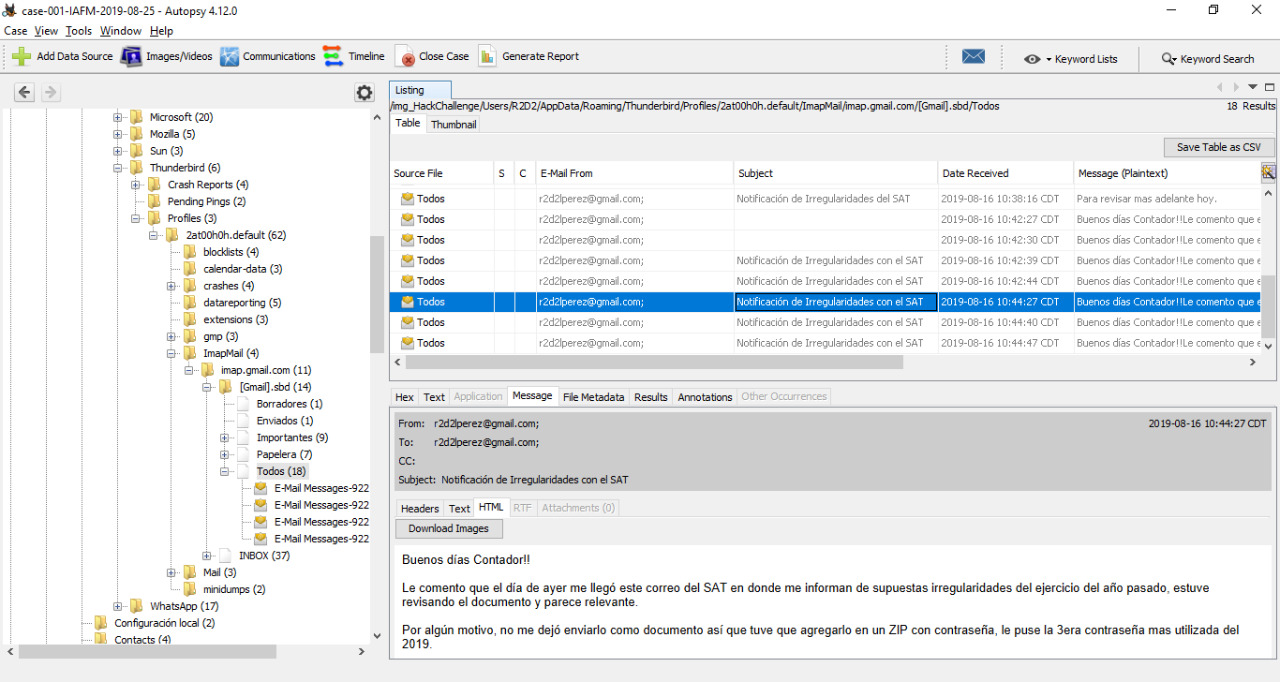 case-001-IAFM-2019-08-25 - Autopsy 4.12.0
Case View Tools Window Help
Add Data Source Images/Videos Communications Timeline Close Case Generate Report Keyword Lists Keyword Search
Microsoft (20)
Mozilla (5)
Sun (3)
Thunderbird (6)
Crash Reports (4)
Pending Pings (2)
Profiles (3)
2at00h0h.default (62)
blocklists (4)
calendar-data (3)
crashes (4)
datareporting (5)
extensions (3)
gmp (3)
ImapMail (4)
imap.gmail.com (11)
[Gmail].sbd (14)
Borradores (1)
Enviados (1)
Importantes (9)
Papelera (7)
Todos (18)
E-Mail Messages-922
E-Mail Messages-922
E-Mail Messages-922
E-Mail Messages-922
INBOX (37)
Mail (3)
minidumps (2)
WhatsApp (17)
Configuración local (2)
Contacts (4)
Listing
/img_HackChallenge/Users/R2D2/AppData/Roaming/Thunderbird/Profiles/2at00h0h.default/ImapMail/imap.gmail.com/[Gmail].sbd/Todos 18 Results
Table Thumbnail
Save Table as CSV
Source File S C E-Mail From Subject Date Received Message (Plaintext)
Todos r2d2lperez@gmail.com; Notificación de Irregularidades del SAT 2019-08-16 10:38:16 CDT Para revisar mas adelante hoy.
Todos r2d2lperez@gmail.com; 2019-08-16 10:42:27 CDT Buenos días Contador!!Le comento que e
Todos r2d2lperez@gmail.com; 2019-08-16 10:42:30 CDT Buenos días Contador!!Le comento que e
Todos r2d2lperez@gmail.com; Notificación de Irregularidades con el SAT 2019-08-16 10:42:39 CDT Buenos días Contador!!Le comento que e
Todos r2d2lperez@gmail.com; Notificación de Irregularidades con el SAT 2019-08-16 10:42:44 CDT Buenos días Contador!!Le comento que e
Todos r2d2lperez@gmail.com; Notificación de Irregularidades con el SAT 2019-08-16 10:44:27 CDT Buenos días Contador!!Le comento que e
Todos r2d2lperez@gmail.com; Notificación de Irregularidades con el SAT 2019-08-16 10:44:40 CDT Buenos días Contador!!Le comento que e
Todos r2d2lperez@gmail.com; Notificación de Irregularidades con el SAT 2019-08-16 10:44:47 CDT Buenos días Contador!!Le comento que e
Hex Text Application Message File Metadata Results Annotations Other Occurrences
From: r2d2lperez@gmail.com; 2019-08-16 10:44:27 CDT
To: r2d2lperez@gmail.com;
CC:
Subject: Notificación de Irregularidades con el SAT
Headers Text HTML RTF Attachments (0)
Download Images
Buenos días Contador!!
Le comento que el día de ayer me llegó este correo del SAT en donde me informan de supuestas irregularidades del ejercicio del año pasado, estuve
revisando el documento y parece relevante.
Por algún motivo, no me dejó enviarlo como documento así que tuve que agregarlo en un ZIP con contraseña, le puse la 3era contraseña mas utilizada del
2019.